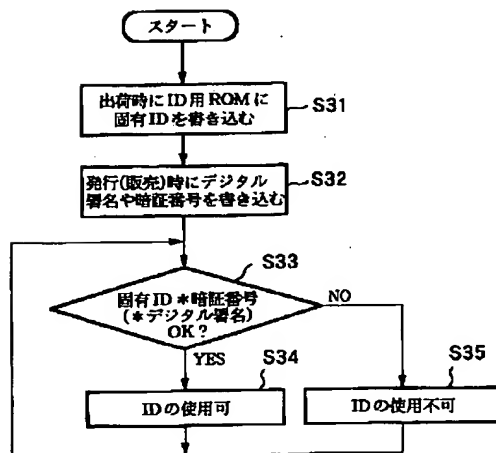 スタート
出荷時にID用ROMに
固有IDを書き込む
S31
発行(販売)時にデジタル
署名や暗証番号を書き込む
S32
S33
固有ID*暗証番号
(*デジタル署名)
OK?
NO
YES
S34
S35
IDの使用可
IDの使用不可